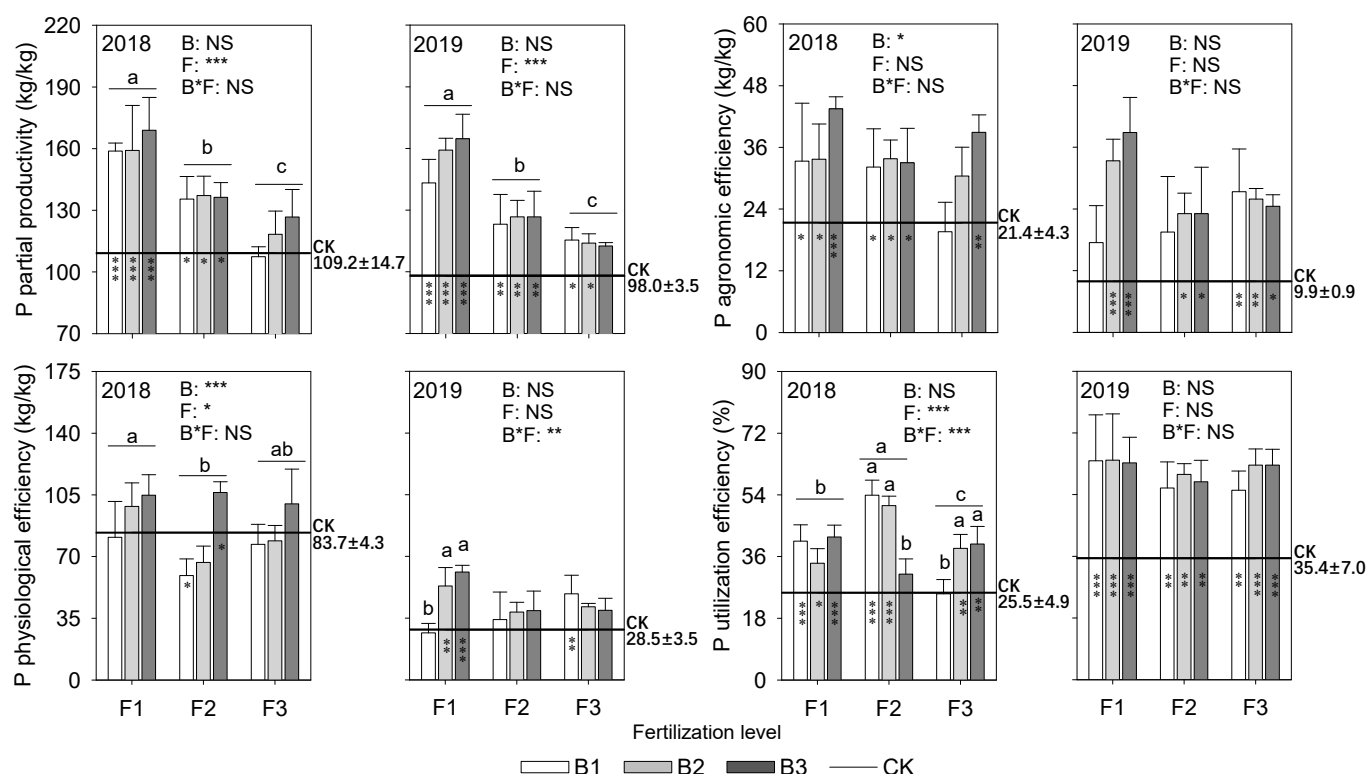 P partial productivity (kg/kg)
220
190
160
130
100
70
2018
B: NS
F: ***
B*F: NS
a
b
c
***
***
***
*
*
*
CK
109.2±14.7
2019
B: NS
F: ***
B*F: NS
a
b
c
***
***
***
**
**
**
*
*
CK
98.0±3.5
P agronomic efficiency (kg/kg)
60
48
36
24
12
0
2018
B: *
F: NS
B*F: NS
*
*
***
*
*
*
**
CK
21.4±4.3
2019
B: NS
F: NS
B*F: NS
***
***
*
*
**
**
*
CK
9.9±0.9
P physiological efficiency (kg/kg)
175
140
105
70
35
0
2018
B: ***
F: *
B*F: NS
a
b
ab
*
*
CK
83.7±4.3
F1 F2 F3
2019
B: NS
F: NS
B*F: **
b
a
a
**
***
**
CK
28.5±3.5
F1 F2 F3
P utilization efficiency (%)
90
72
54
36
18
0
2018
B: NS
F: ***
B*F: ***
b
a
a
a
b
c
b
a
a
***
*
***
***
***
**
**
CK
25.5±4.9
F1 F2 F3
2019
B: NS
F: NS
B*F: NS
***
***
***
**
**
**
**
***
***
CK
35.4±7.0
F1 F2 F3
Fertilization level
B1 B2 B3 CK